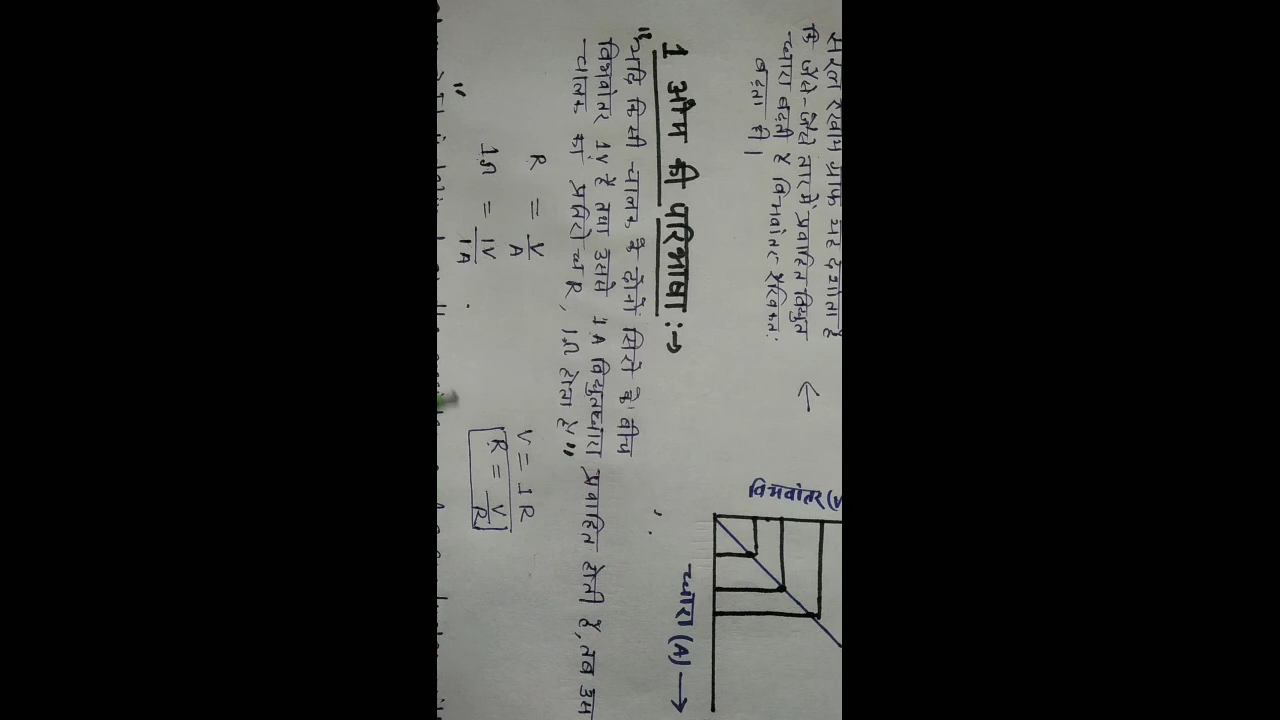 सरल रेखीय ग्राफ यह दर्शाता है
कि जैसे-जैसे तार में प्रवाहित विद्युत
धारा बढ़ती है विभवांतर रैखिकतः
बढ़ता है।
←
विभवांतर (V
धारा (A) →
1 ओम की परिभाषा :→
"यदि किसी चालक के दोनों सिरों के बीच
विभवांतर 1V है तथा उससे 1A विद्युतधारा प्रवाहित होती है, तब उस
चालक का प्रतिरोध R, 1Ω होता है"
R = V/A
1Ω = 1V/1A
V = IR
R = V/R
"